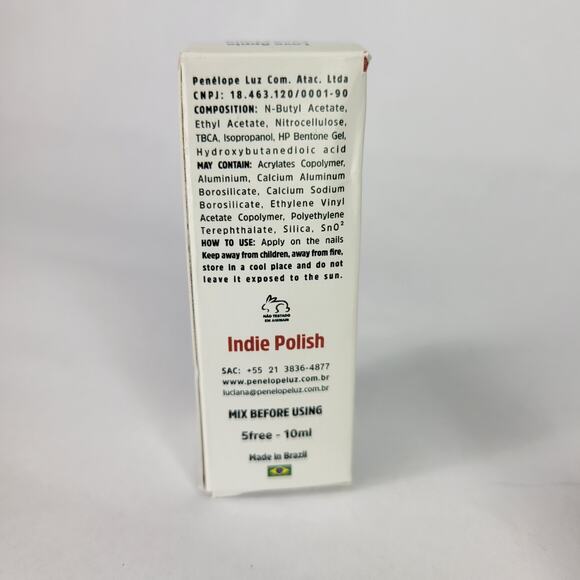 Penélope Luz Com. Atac. Ltda
CNPJ: 18.463.120/0001-90
COMPOSITION: N-Butyl Acetate,
Ethyl Acetate, Nitrocellulose,
TBCA, Isopropanol, HP Bentone Gel,
Hydroxybutanedioic acid
MAY CONTAIN: Acrylates Copolymer,
Aluminium, Calcium Aluminum
Borosilicate, Calcium Sodium
Borosilicate, Ethylene Vinyl
Acetate Copolymer, Polyethylene
Terephthalate, Silica, SnO²
HOW TO USE: Apply on the nails
Keep away from children, away from fire,
store in a cool place and do not
leave it exposed to the sun.
NÃO TESTADO
EM ANIMAIS
Indie Polish
SAC: +55 21 3836-4877
www.penelopeluz.com.br
luciana@penelopeluz.com.br
MIX BEFORE USING
5free - 10ml
Made in Brazil